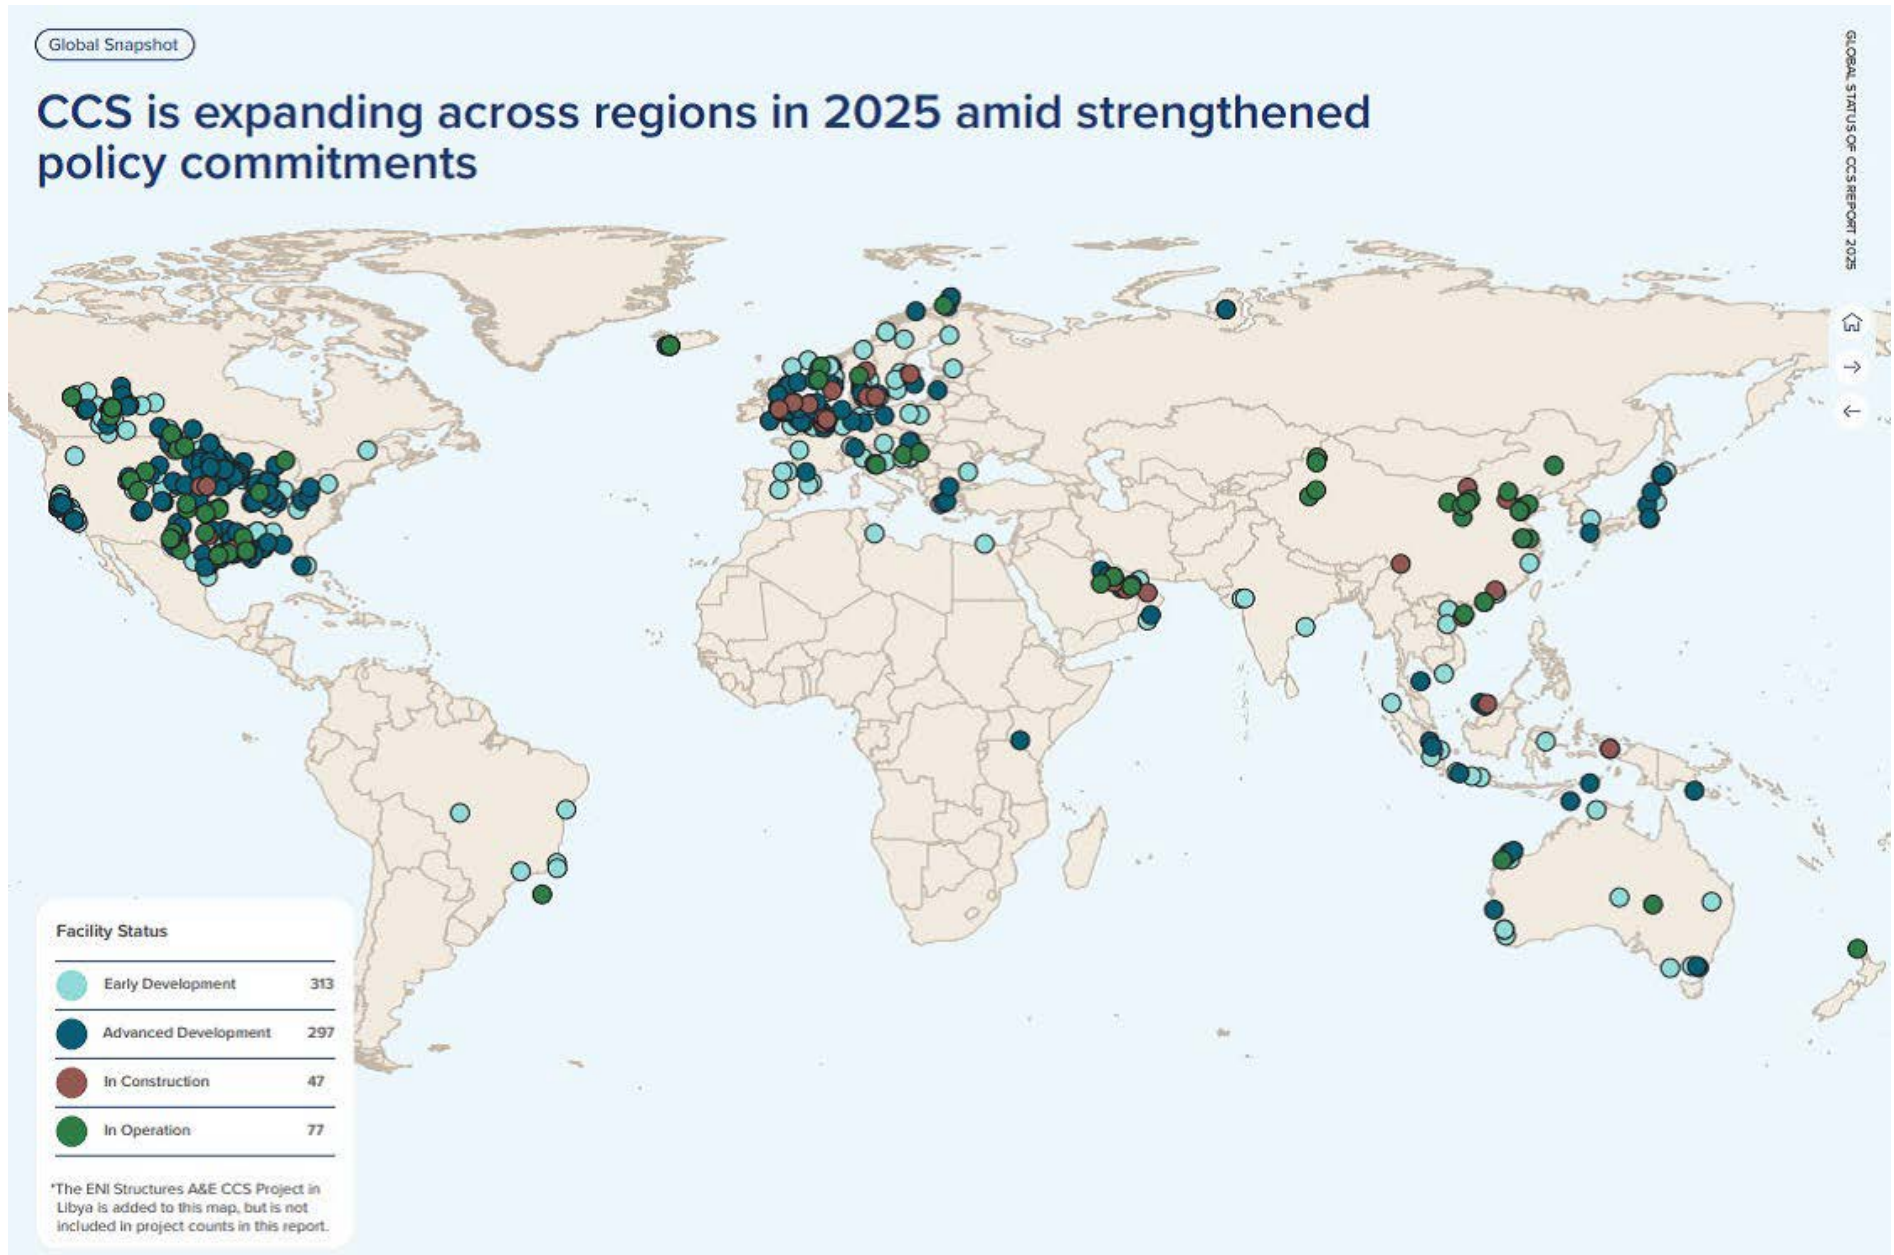 Global Snapshot
CCS is expanding across regions in 2025 amid strengthened
policy commitments
GLOBAL STATUS OF CCS REPORT 2025
Facility Status
Early Development 313
Advanced Development 297
In Construction 47
In Operation 77
*The ENI Structures A&E CCS Project in
Libya is added to this map, but is not
included in project counts in this report.